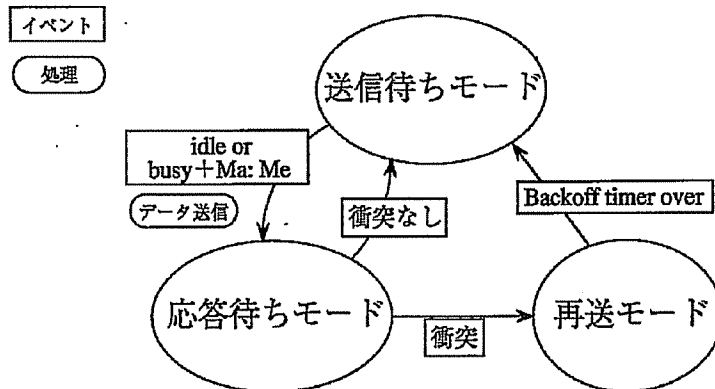 イベント
処理
送信待ちモード
idle or
busy+Ma: Me
データ送信
衝突なし
Backoff timer over
応答待ちモード
衝突
再送モード